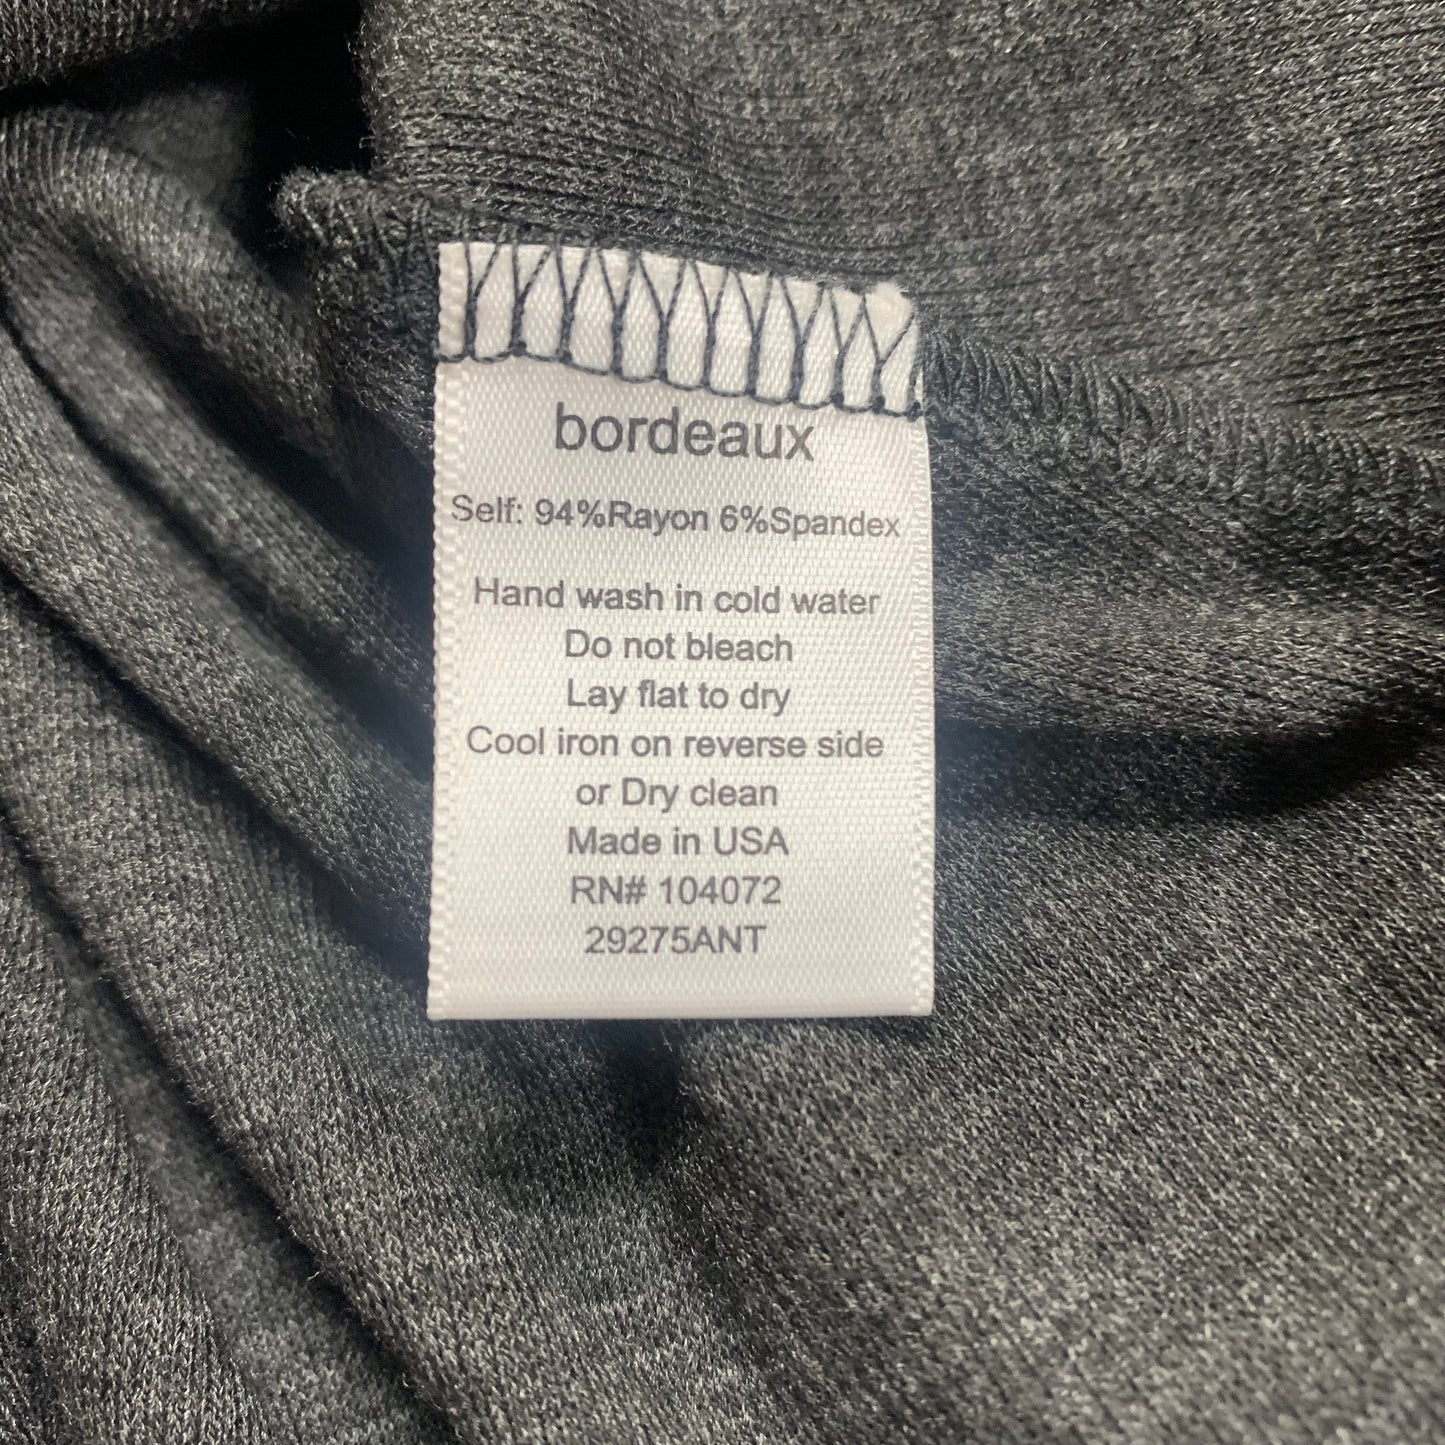 bordeaux
Self: 94%Rayon 6%Spandex
Hand wash in cold water
Do not bleach
Lay flat to dry
Cool iron on reverse side
or Dry clean
Made in USA
RN# 104072
29275ANT